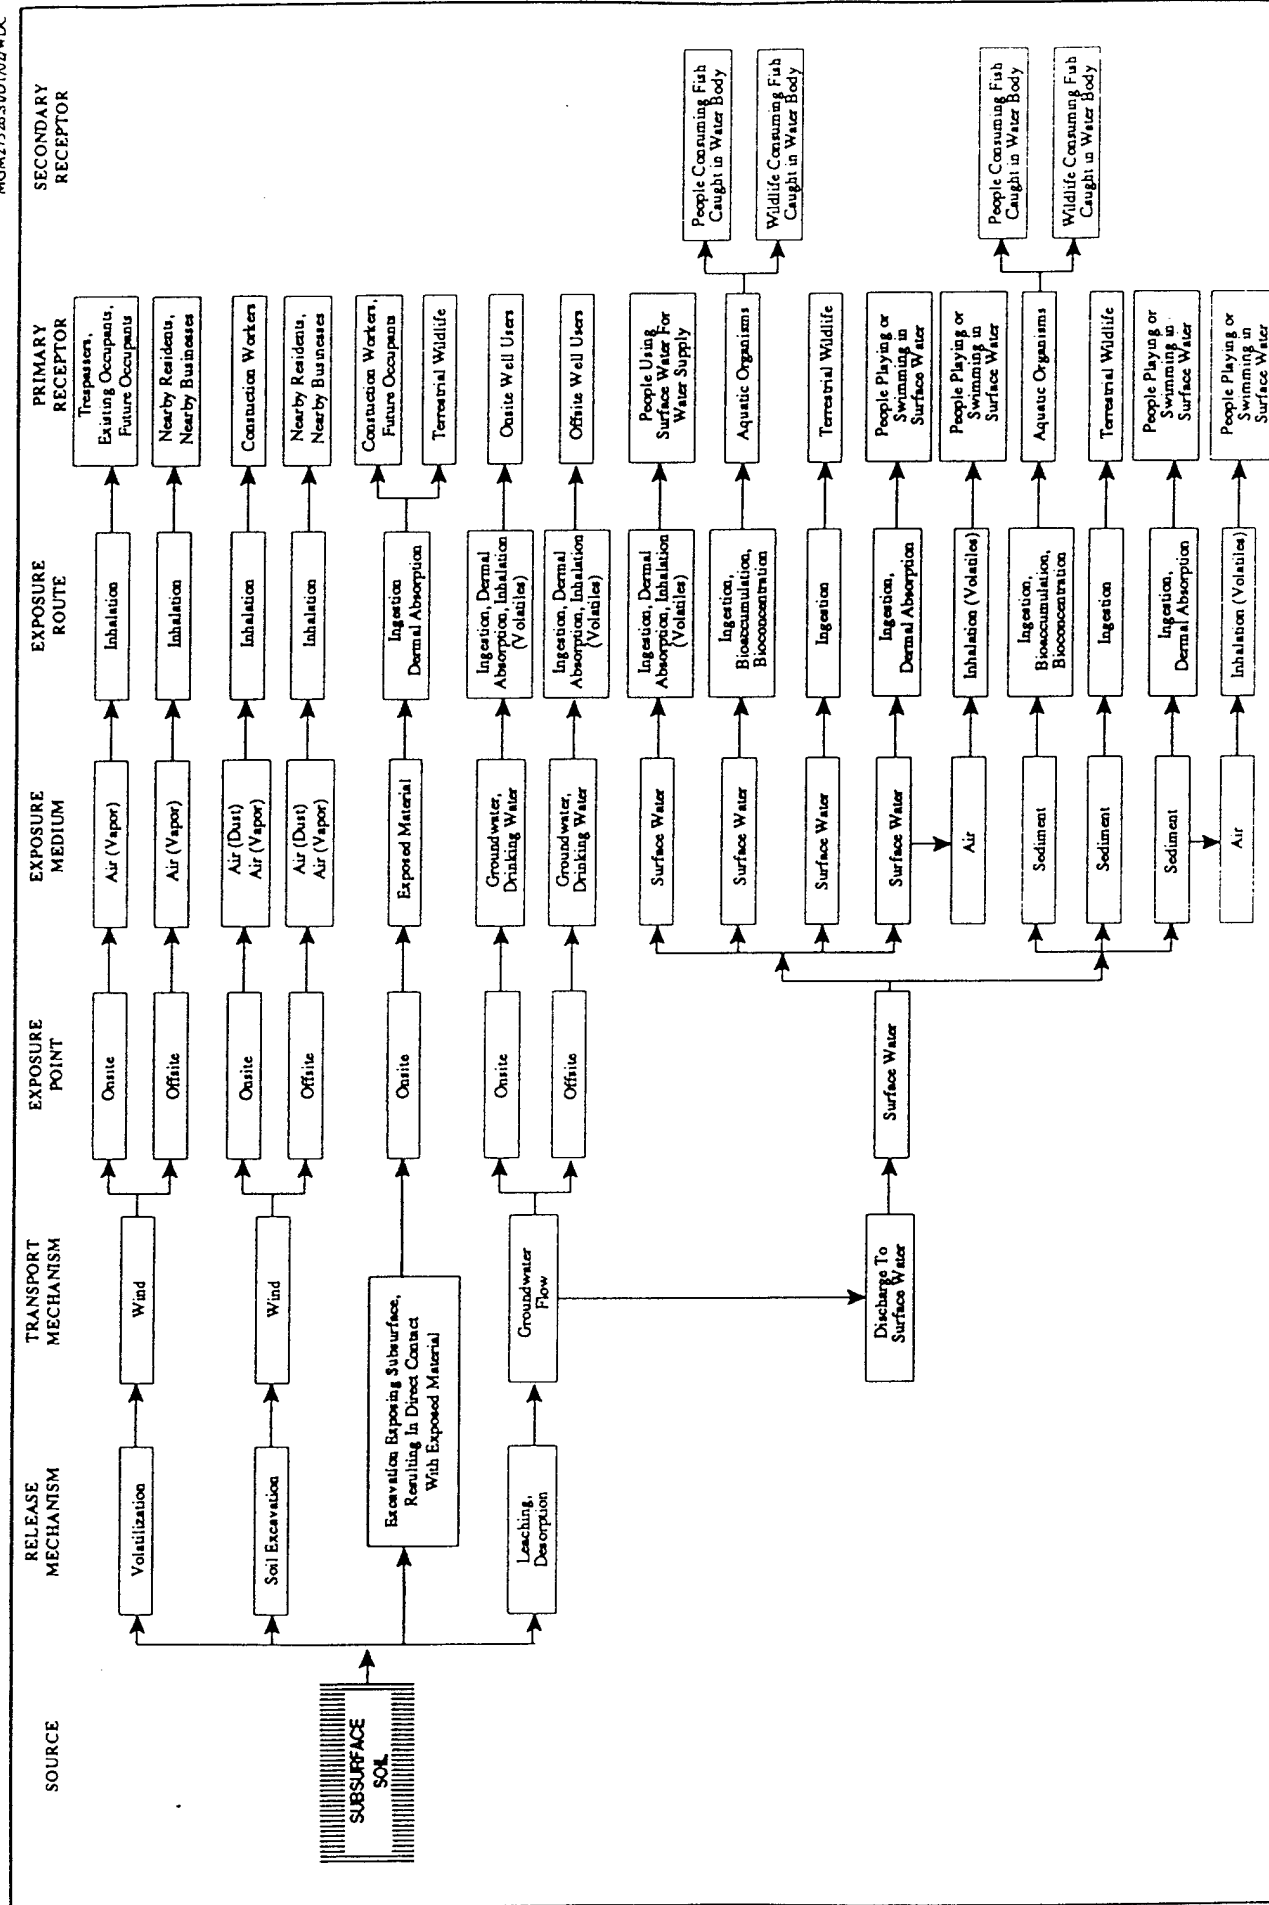 SOURCE
RELEASE
MECHANISM
TRANSPORT
MECHANISM
EXPOSURE
POINT
EXPOSURE
MEDIUM
EXPOSURE
ROUTE
PRIMARY
RECEPTOR
SECONDARY
RECEPTOR
SUBSURFACE
SOIL
Volatilization
Wind
Onsite
Air (Vapor)
Inhalation
Trespassers,
Existing Occupants,
Future Occupants
Offsite
Air (Vapor)
Inhalation
Nearby Residents,
Nearby Businesses
Soil Excavation
Wind
Onsite
Air (Dust)
Air (Vapor)
Inhalation
Constuction Workers
Offsite
Air (Dust)
Air (Vapor)
Inhalation
Nearby Residents,
Nearby Businesses
Excavation Exposing Subsurface,
Resulting In Direct Contact
With Exposed Material
Onsite
Exposed Material
Ingestion
Dermal Absorption
Constuction Workers,
Future Occupants
Terrestrial Wildlife
Leaching,
Desorption
Groundwater
Flow
Onsite
Groundwater,
Drinking Water
Ingestion, Dermal
Absorption, Inhalation
(Volatiles)
Onsite Well Users
Offsite
Groundwater,
Drinking Water
Ingestion, Dermal
Absorption, Inhalation
(Volatiles)
Offsite Well Users
Discharge To
Surface Water
Surface Water
Surface Water
Ingestion, Dermal
Absorption, Inhalation
(Volatiles)
People Using
Surface Water For
Water Supply
Surface Water
Ingestion,
Bioaccumulation,
Bioconcentration
Aquatic Organisms
People Consuming Fish
Caught in Water Body
Wildlife Consuming Fish
Caught in Water Body
Surface Water
Ingestion
Terrestrial Wildlife
Surface Water
Ingestion,
Dermal Absorption
People Playing or
Swimming in
Surface Water
Air
Inhalation (Volatiles)
People Playing or
Swimming in
Surface Water
Sediment
Ingestion,
Bioaccumulation,
Bioconcentration
Aquatic Organisms
People Consuming Fish
Caught in Water Body
Wildlife Consuming Fish
Caught in Water Body
Sediment
Ingestion
Terrestrial Wildlife
Sediment
Ingestion,
Dermal Absorption
People Playing or
Swimming in
Surface Water
Air
Inhalation (Volatiles)
People Playing or
Swimming in
Surface Water